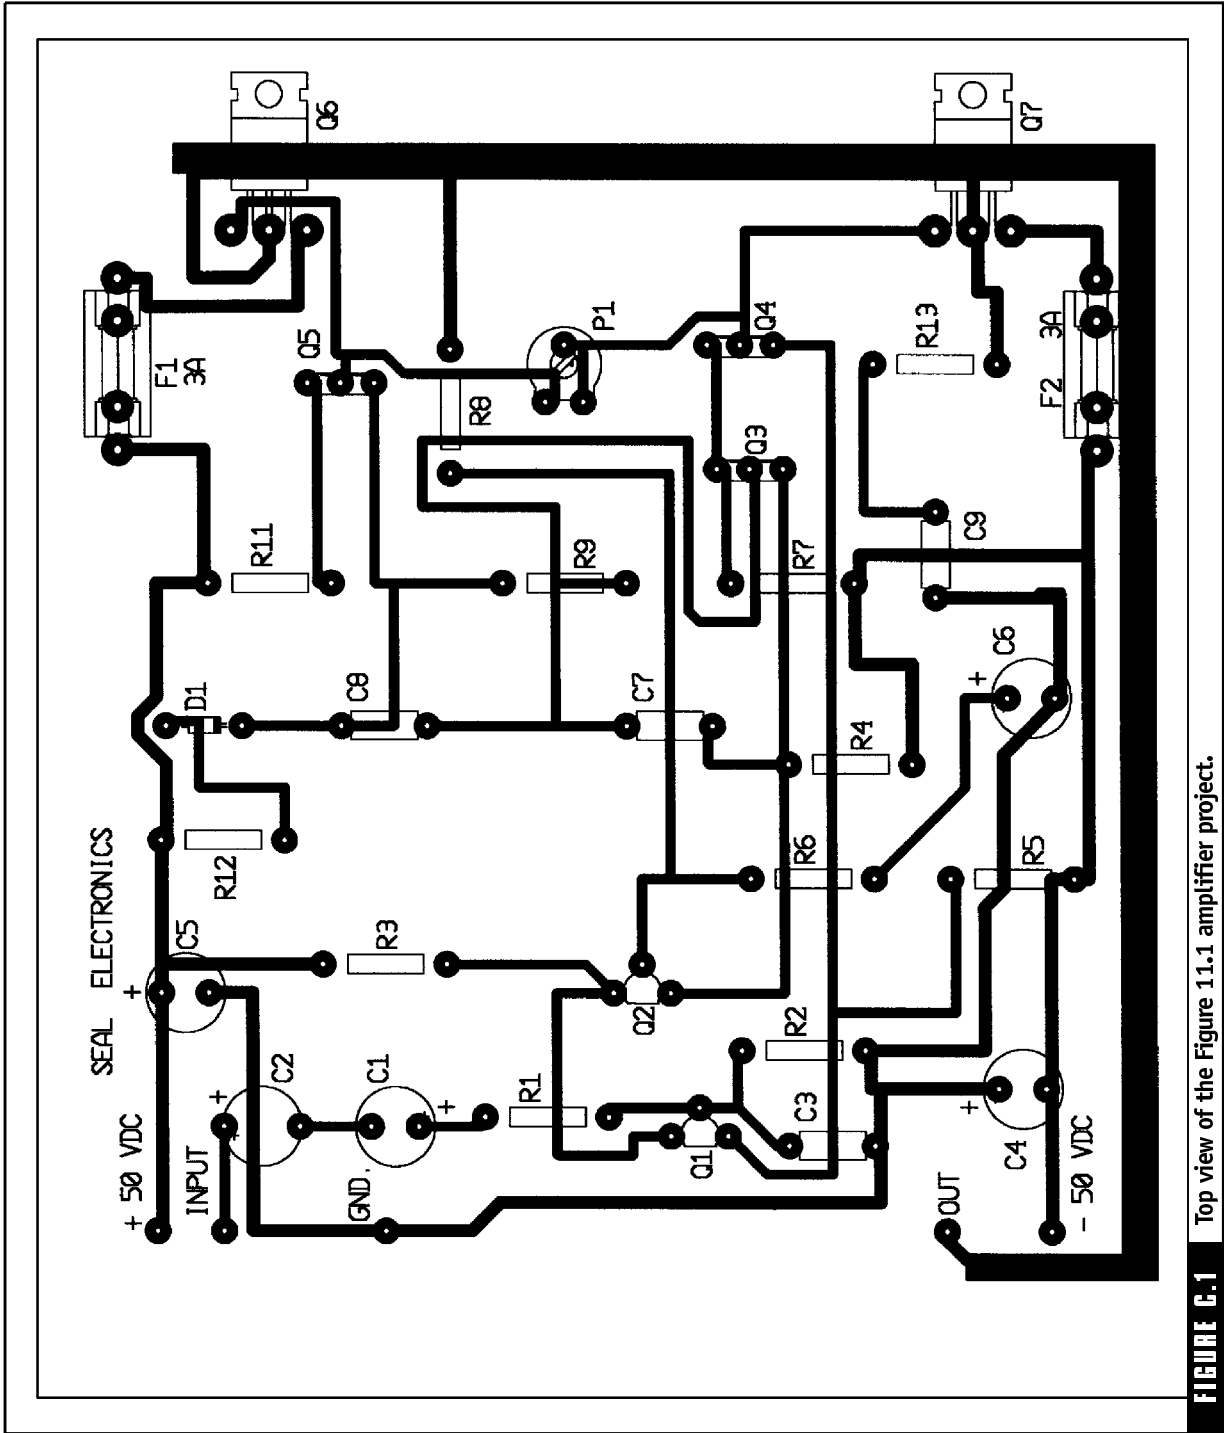 SEAL ELECTRONICS
+ 50 VDC
INPUT
GND.
OUT
- 50 VDC
+
C5
+
C2
C1
+
R12
D1
R11
F1
3A
Q6
Q5
R3
C8
R9
R8
P1
R1
Q1
Q2
R2
C3
R6
C7
R4
R7
Q3
Q4
R13
Q7
C9
C6
+
R5
C4
+
F2
3A
FIGURE C.1
Top view of the Figure 11.1 amplifier project.